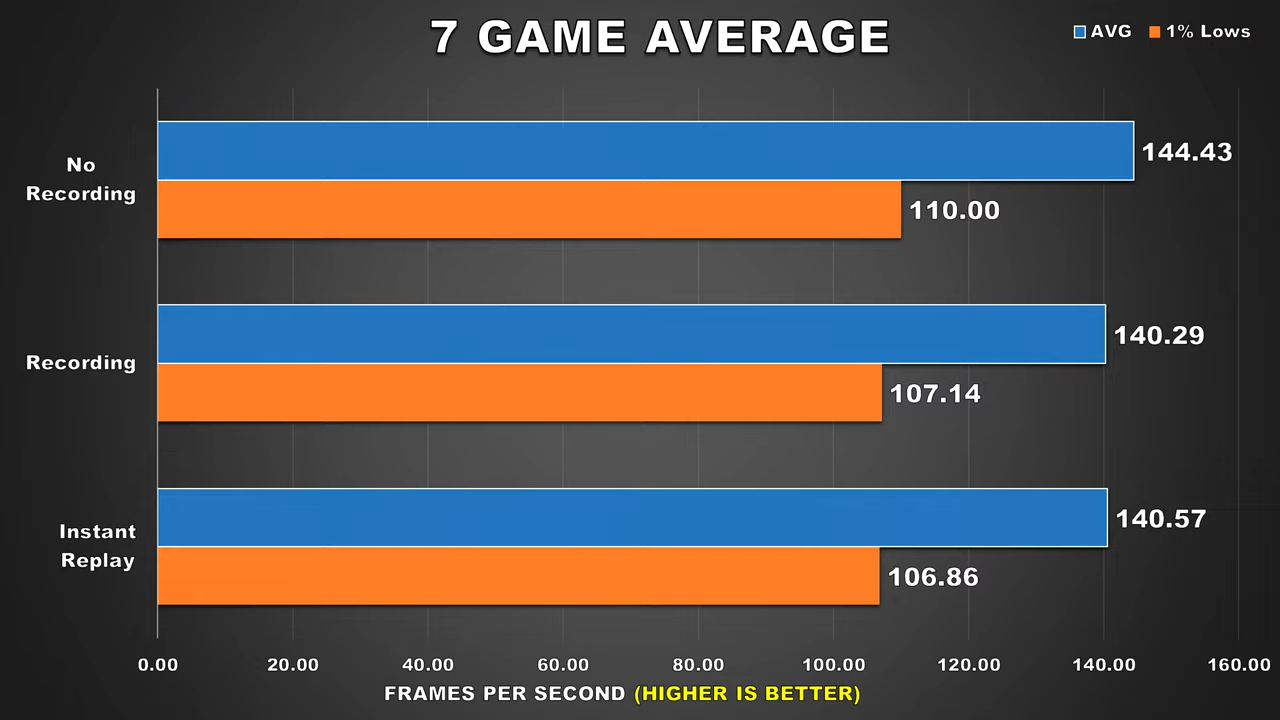 7 GAME AVERAGE
AVG 1% Lows
No
Recording
144.43
110.00
Recording
140.29
107.14
Instant
Replay
140.57
106.86
0.00 20.00 40.00 60.00 80.00 100.00 120.00 140.00 160.00
FRAMES PER SECOND (HIGHER IS BETTER)